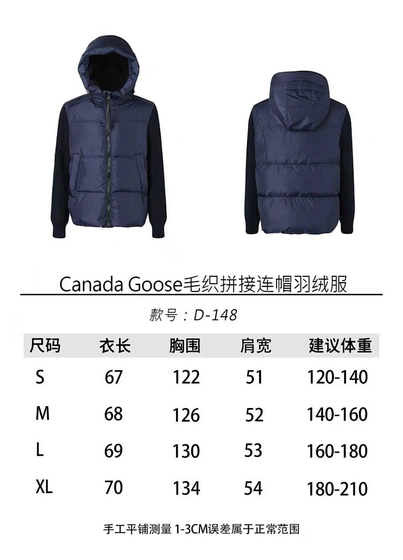 Canada Goose毛织拼接连帽羽绒服
款号：D-148
尺码 衣长 胸围 肩宽 建议体重
S 67 122 51 120-140
M 68 126 52 140-160
L 69 130 53 160-180
XL 70 134 54 180-210
手工平铺测量 1-3CM误差属于正常范围